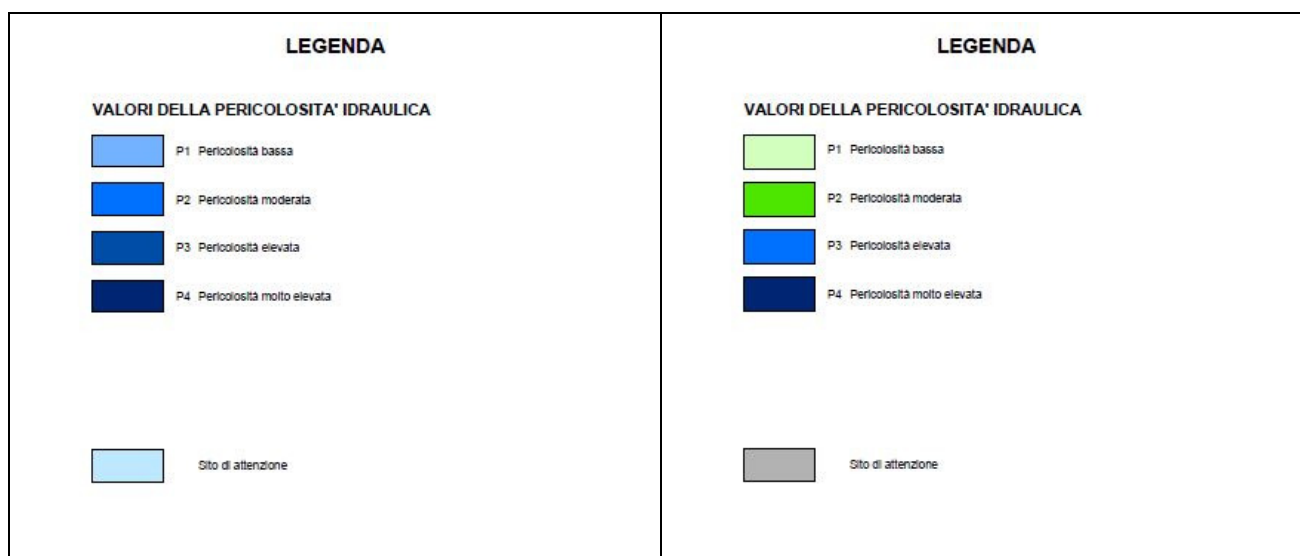 LEGENDA
VALORI DELLA PERICOLOSITA' IDRAULICA
P1 Pericolosità bassa
P2 Pericolosità moderata
P3 Pericolosità elevata
P4 Pericolosità molto elevata
Sito di attenzione
LEGENDA
VALORI DELLA PERICOLOSITA' IDRAULICA
P1 Pericolosità bassa
P2 Pericolosità moderata
P3 Pericolosità elevata
P4 Pericolosità molto elevata
Sito di attenzione